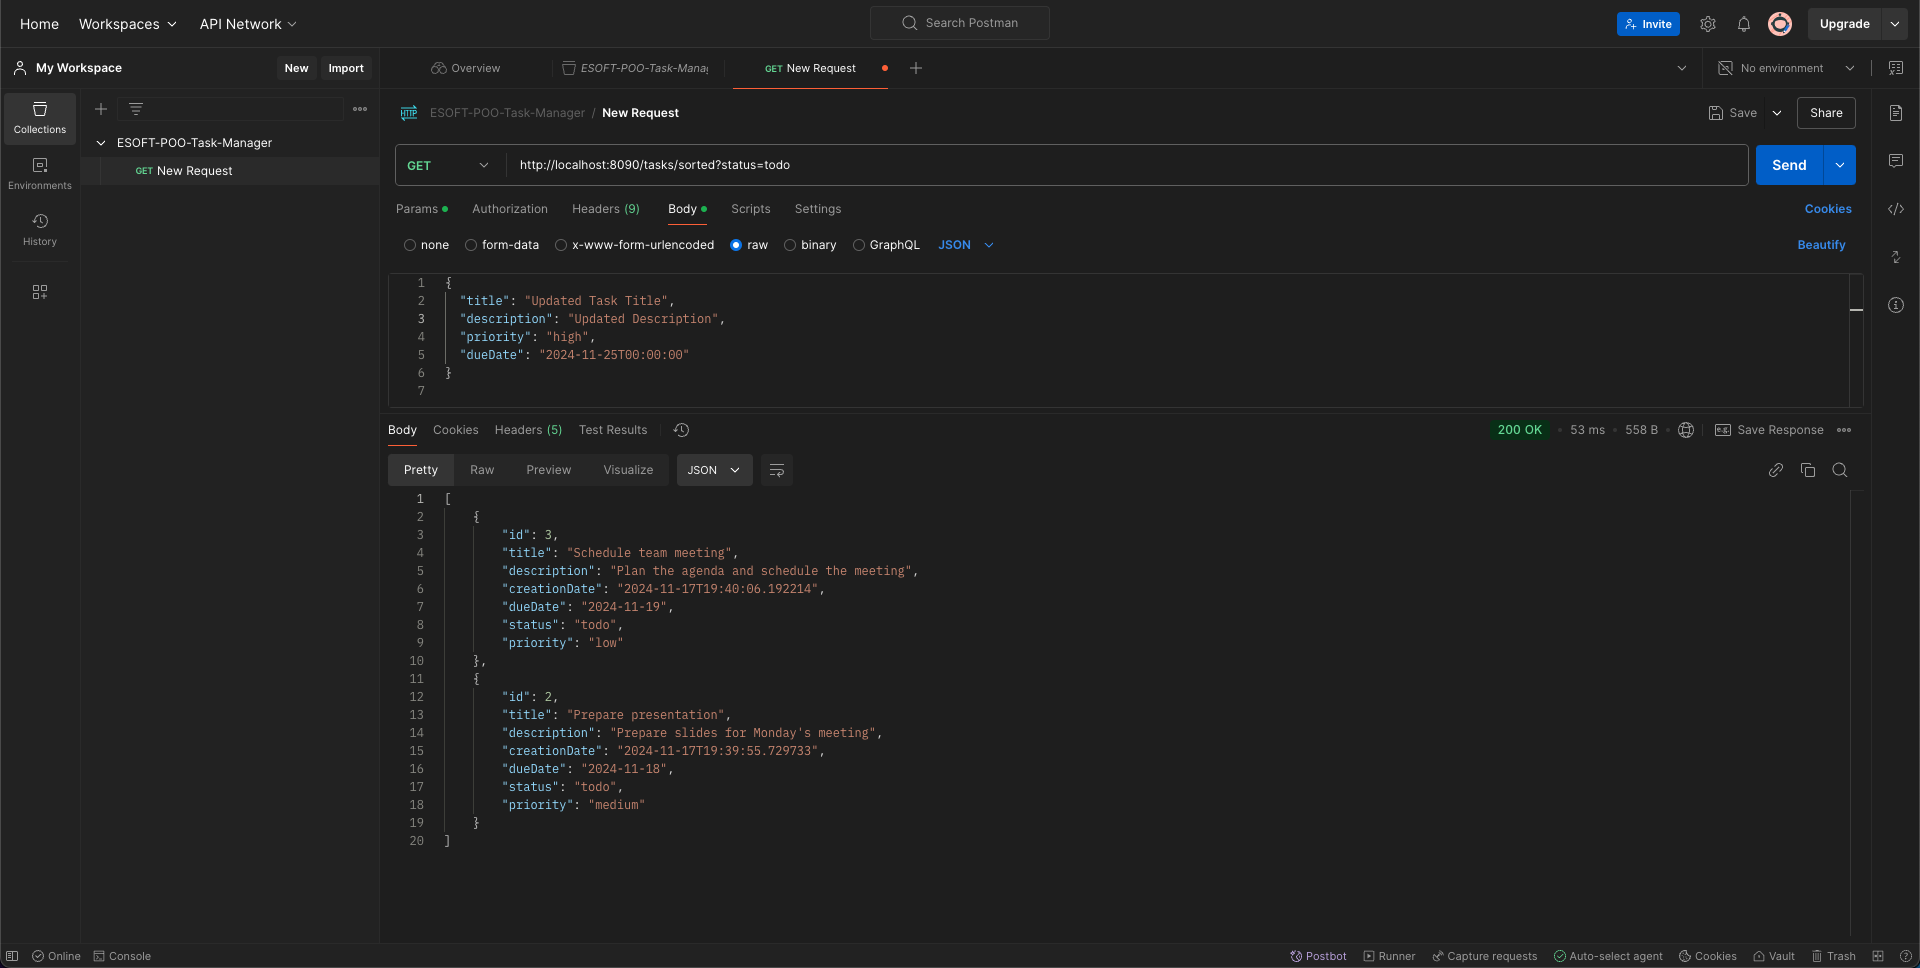 Home Workspaces API Network Search Postman Invite Upgrade
My Workspace New Import Overview ESOFT-POO-Task-Manag GET New Request No environment
Collections
Environments
History
ESOFT-POO-Task-Manager
GET New Request
HTTP ESOFT-POO-Task-Manager / New Request Save Share
GET http://localhost:8090/tasks/sorted?status=todo Send
Params Authorization Headers (9) Body Scripts Settings Cookies
none form-data x-www-form-urlencoded raw binary GraphQL JSON Beautify
1 {
2 "title": "Updated Task Title",
3 "description": "Updated Description",
4 "priority": "high",
5 "dueDate": "2024-11-25T00:00:00"
6 }
7
Body Cookies Headers (5) Test Results 200 OK • 53 ms • 558 B • e.g. Save Response
Pretty Raw Preview Visualize JSON
1 [
2 {
3 "id": 3,
4 "title": "Schedule team meeting",
5 "description": "Plan the agenda and schedule the meeting",
6 "creationDate": "2024-11-17T19:40:06.192214",
7 "dueDate": "2024-11-19",
8 "status": "todo",
9 "priority": "low"
10 },
11 {
12 "id": 2,
13 "title": "Prepare presentation",
14 "description": "Prepare slides for Monday's meeting",
15 "creationDate": "2024-11-17T19:39:55.729733",
16 "dueDate": "2024-11-18",
17 "status": "todo",
18 "priority": "medium"
19 }
20 ]
Online Console Postbot Runner Capture requests Auto-select agent Cookies Vault Trash